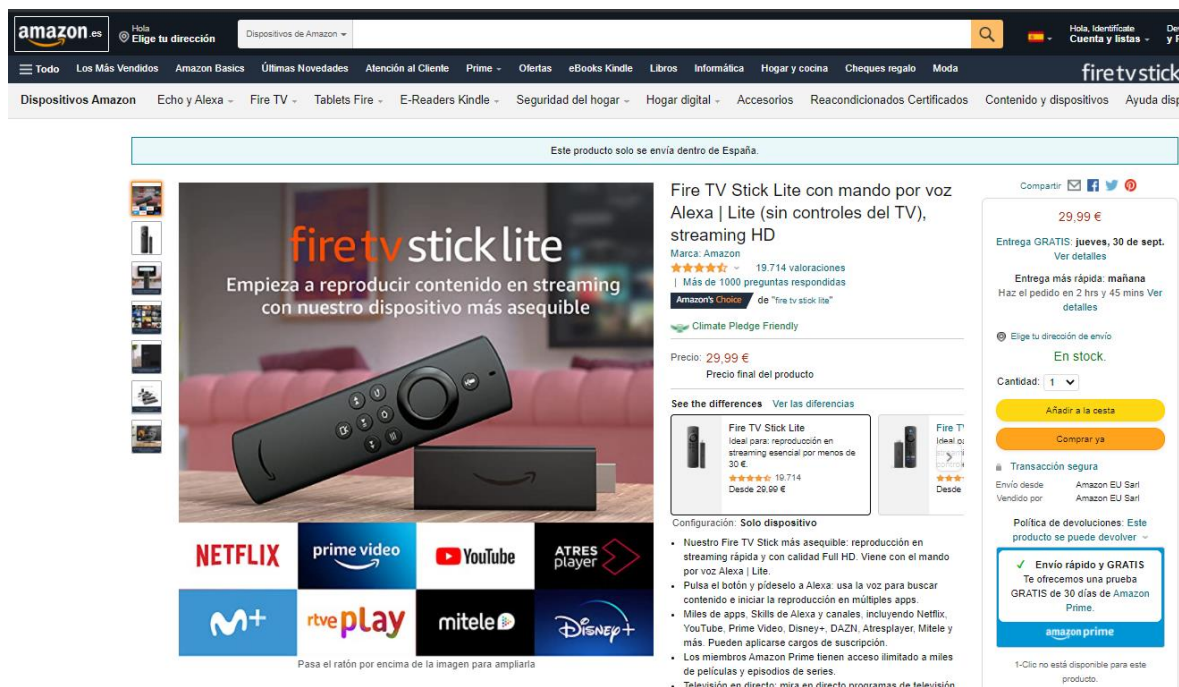 amazon.es
Hola
Elige tu dirección
Dispositivos de Amazon
Hola, Identifícate
Cuenta y listas
Todo Los Más Vendidos Amazon Basics Últimas Novedades Atención al Cliente Prime Ofertas eBooks Kindle Libros Informática Hogar y cocina Cheques regalo Moda
fire tv stick
Dispositivos Amazon Echo y Alexa Fire TV Tablets Fire E-Readers Kindle Seguridad del hogar Hogar digital Accesorios Reacondicionados Certificados Contenido y dispositivos Ayuda disp
Este producto solo se envía dentro de España.
fire tv stick lite
Empieza a reproducir contenido en streaming
con nuestro dispositivo más asequible
NETFLIX
prime video
YouTube
ATRES
player
M+
rtve play
mitele
Disney+
Pasa el ratón por encima de la imagen para ampliarla
Fire TV Stick Lite con mando por voz
Alexa | Lite (sin controles del TV),
streaming HD
Marca: Amazon
19.714 valoraciones
| Más de 1000 preguntas respondidas
Amazon's Choice de "fire tv stick lite"
Climate Pledge Friendly
Precio: 29,99 €
Precio final del producto
See the differences Ver las diferencias
Fire TV Stick Lite
Ideal para: reproducción en
streaming esencial por menos de
30 €.
19.714
Desde 29,99 €
Fire T
Desde
Configuración: Solo dispositivo
• Nuestro Fire TV Stick más asequible: reproducción en
streaming rápida y con calidad Full HD. Viene con el mando
por voz Alexa | Lite.
• Pulsa el botón y pídeselo a Alexa: usa la voz para buscar
contenido e iniciar la reproducción en múltiples apps.
• Miles de apps, Skills de Alexa y canales, incluyendo Netflix,
YouTube, Prime Video, Disney+, DAZN, Atresplayer, Mitele y
más. Pueden aplicarse cargos de suscripción.
• Los miembros Amazon Prime tienen acceso ilimitado a miles
de películas y episodios de series.
• Televisión en directo: mira en directo programas de televisión
Compartir
29,99 €
Entrega GRATIS: jueves, 30 de sept.
Ver detalles
Entrega más rápida: mañana
Haz el pedido en 2 hrs y 45 mins Ver
detalles
Elige tu dirección de envío
En stock.
Cantidad: 1
Añadir a la cesta
Comprar ya
Transacción segura
Envío desde Amazon EU Sarl
Vendido por Amazon EU Sarl
Política de devoluciones: Este
producto se puede devolver
Envío rápido y GRATIS
Te ofrecemos una prueba
GRATIS de 30 días de Amazon
Prime.
amazon prime
1-Clic no está disponible para este
producto.